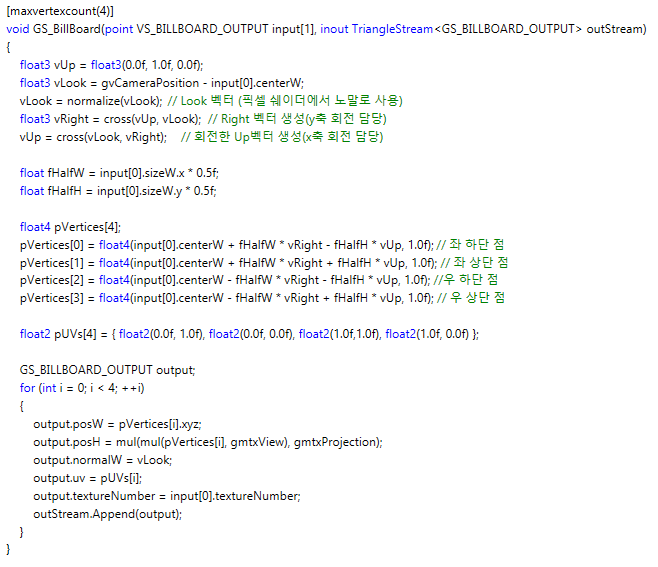 [maxvertexcount(4)]
void GS_BillBoard(point VS_BILLBOARD_OUTPUT input[1], inout TriangleStream<GS_BILLBOARD_OUTPUT> outStream)
{
    float3 vUp = float3(0.0f, 1.0f, 0.0f);
    float3 vLook = gvCameraPosition - input[0].centerW;
    vLook = normalize(vLook); // Look 벡터 (픽셀 쉐이더에서 노말로 사용)
    float3 vRight = cross(vUp, vLook); // Right 벡터 생성(y축 회전 담당)
    vUp = cross(vLook, vRight);    // 회전한 Up벡터 생성(x축 회전 담당)

    float fHalfW = input[0].sizeW.x * 0.5f;
    float fHalfH = input[0].sizeW.y * 0.5f;

    float4 pVertices[4];
    pVertices[0] = float4(input[0].centerW + fHalfW * vRight - fHalfH * vUp, 1.0f); // 좌 하단 점
    pVertices[1] = float4(input[0].centerW + fHalfW * vRight + fHalfH * vUp, 1.0f); // 좌 상단 점
    pVertices[2] = float4(input[0].centerW - fHalfW * vRight - fHalfH * vUp, 1.0f); //우 하단 점
    pVertices[3] = float4(input[0].centerW - fHalfW * vRight + fHalfH * vUp, 1.0f); // 우 상단 점

    float2 pUVs[4] = { float2(0.0f, 1.0f), float2(0.0f, 0.0f), float2(1.0f,1.0f), float2(1.0f, 0.0f) };

    GS_BILLBOARD_OUTPUT output;
    for (int i = 0; i < 4; ++i)
    {
        output.posW = pVertices[i].xyz;
        output.posH = mul(mul(pVertices[i], gmtxView), gmtxProjection);
        output.normalW = vLook;
        output.uv = pUVs[i];
        output.textureNumber = input[0].textureNumber;
        outStream.Append(output);
    }
}